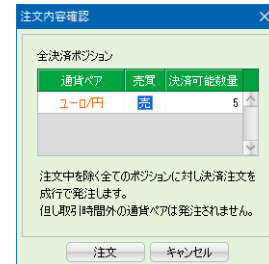 注文内容確認
全決済ポジション
通貨ペア 売買 決済可能数量
ユーロ/円 売 5
注文中を除く全てのポジションに対し決済注文を
成行で発注します。
但し取引時間外の通貨ペアは発注されません。
注文 キャンセル